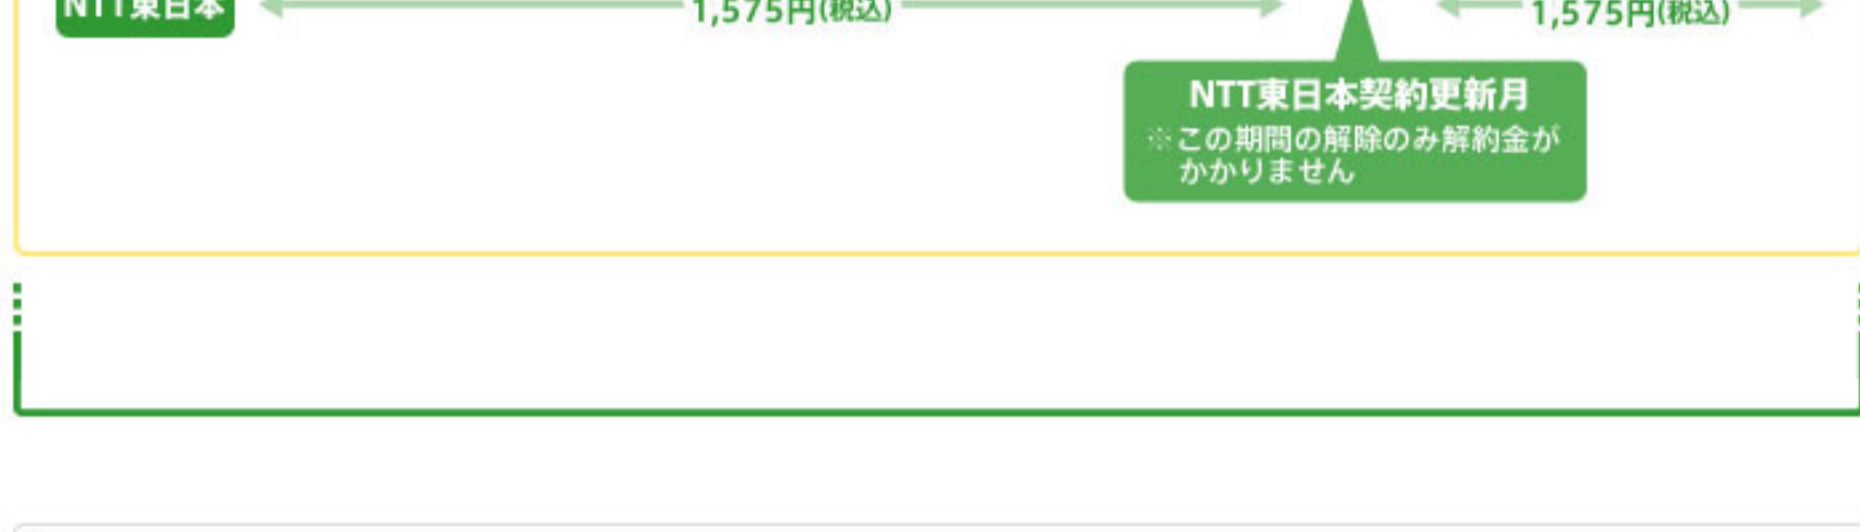 NTT東日本
1,575円(税込)
1,575円(税込)
NTT東日本契約更新月
※この期間の解除のみ解約金が
かかりません